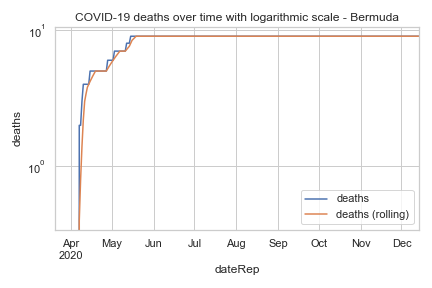 COVID-19 deaths over time with logarithmic scale - Bermuda
10¹
10⁰
deaths
deaths
deaths (rolling)
Apr
2020
May
Jun
Jul
Aug
Sep
Oct
Nov
Dec
dateRep